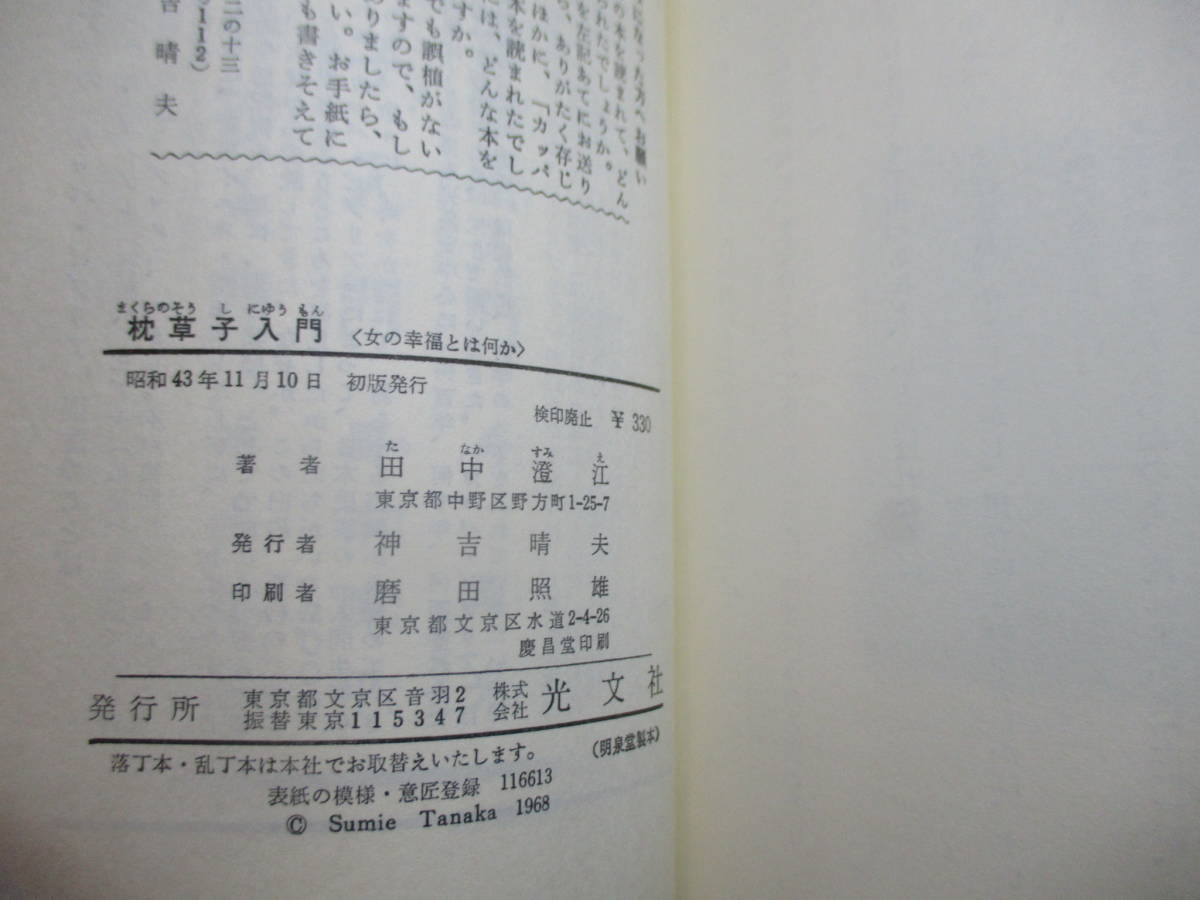 になった方へお願い
の本を読まれて、どん
われたでしょうか。
を左記あてにお送り
ら、ありがたく存じ
ほかに、「カッパ
本を読まれたでし
には、どんな本を
すか。
でも誤植がない
ますので、もし
ありましたら、
い。お手紙に
も書きそえて
二の十三
112)
吉晴夫
まくらのそう し にゆう もん
枕草子入門 〈女の幸福とは何か〉
昭和43年11月10日 初版発行
検印廃止 ¥ 330
た なか すみ え
著者 田中澄江
東京都中野区野方町1-25-7
発行者 神吉晴夫
印刷者 磨田照雄
東京都文京区水道2-4-26
慶昌堂印刷
発行所 東京都文京区音羽2 株式会社 光文社
振替東京115347
落丁本・乱丁本は本社でお取替えいたします。 (明泉堂製本)
表紙の模様・意匠登録 116613
© Sumie Tanaka 1968